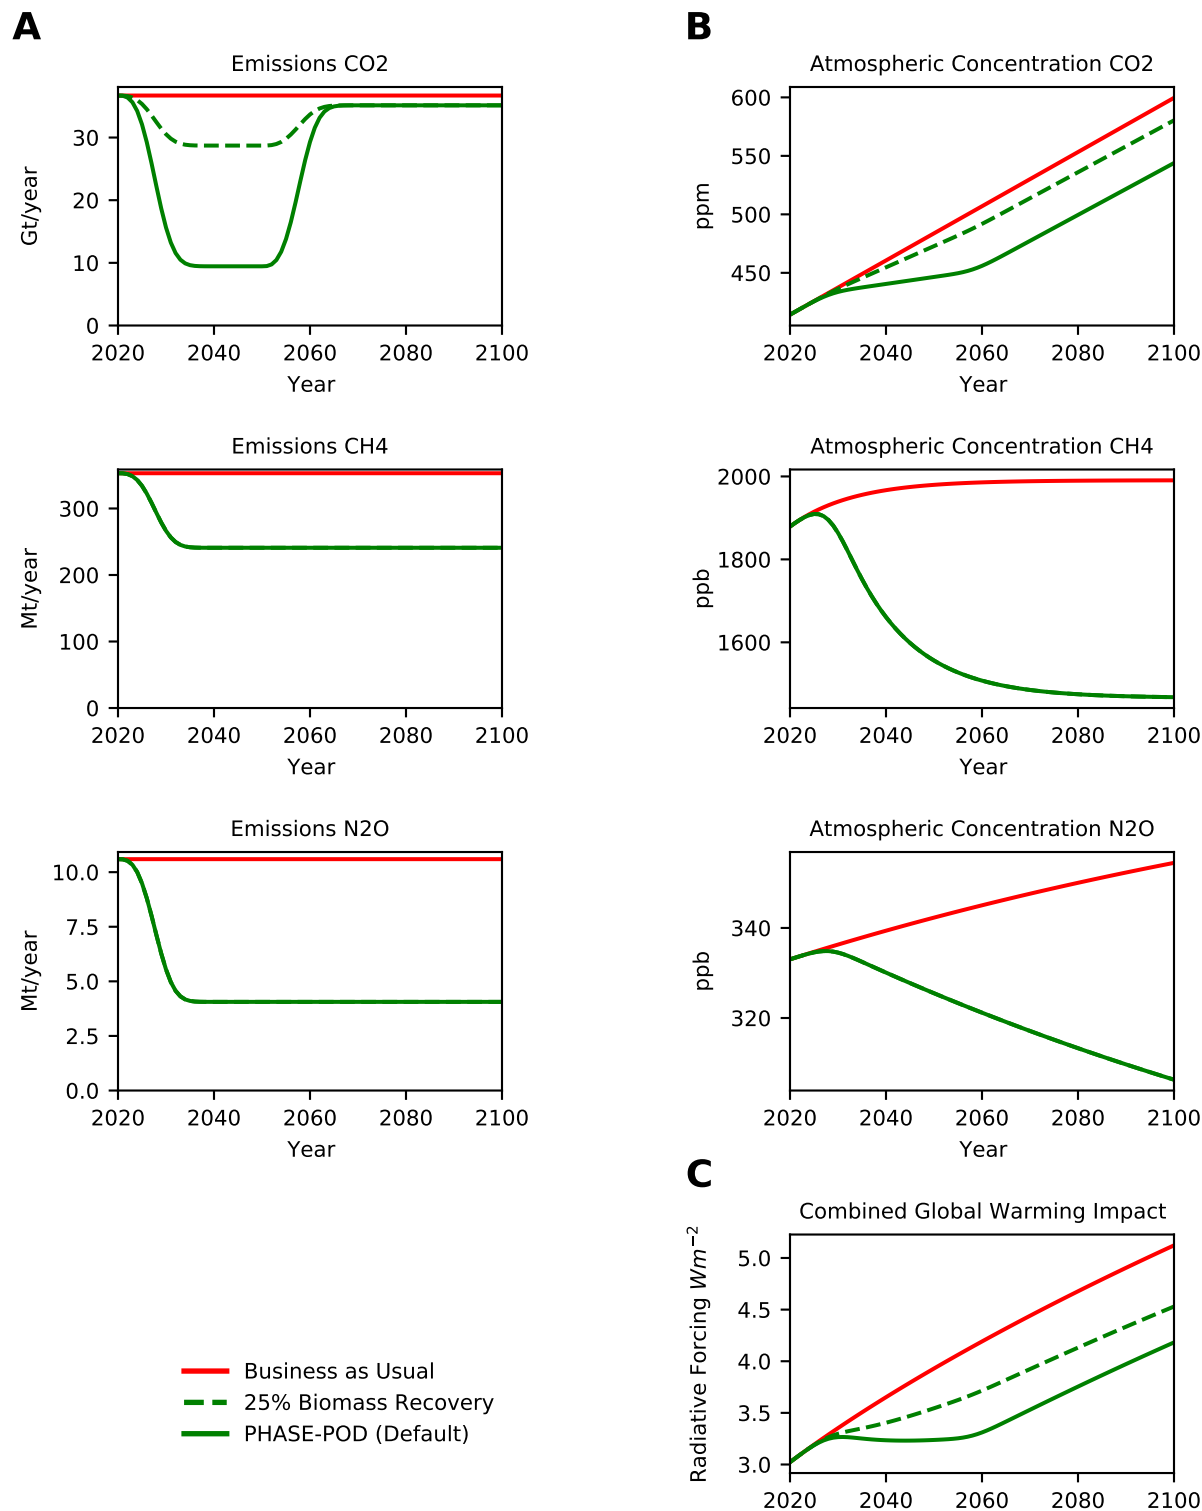 A
B
Emissions CO2
Gt/year
30
20
10
0
2020 2040 2060 2080 2100
Year
Atmospheric Concentration CO2
ppm
600
550
500
450
2020 2040 2060 2080 2100
Year
Emissions CH4
Mt/year
300
200
100
0
2020 2040 2060 2080 2100
Year
Atmospheric Concentration CH4
ppb
2000
1800
1600
2020 2040 2060 2080 2100
Year
Emissions N2O
Mt/year
10.0
7.5
5.0
2.5
0.0
2020 2040 2060 2080 2100
Year
Atmospheric Concentration N2O
ppb
340
320
2020 2040 2060 2080 2100
Year
C
Combined Global Warming Impact
Radiative Forcing Wm⁻²
5.0
4.5
4.0
3.5
3.0
2020 2040 2060 2080 2100
Business as Usual
25% Biomass Recovery
PHASE-POD (Default)